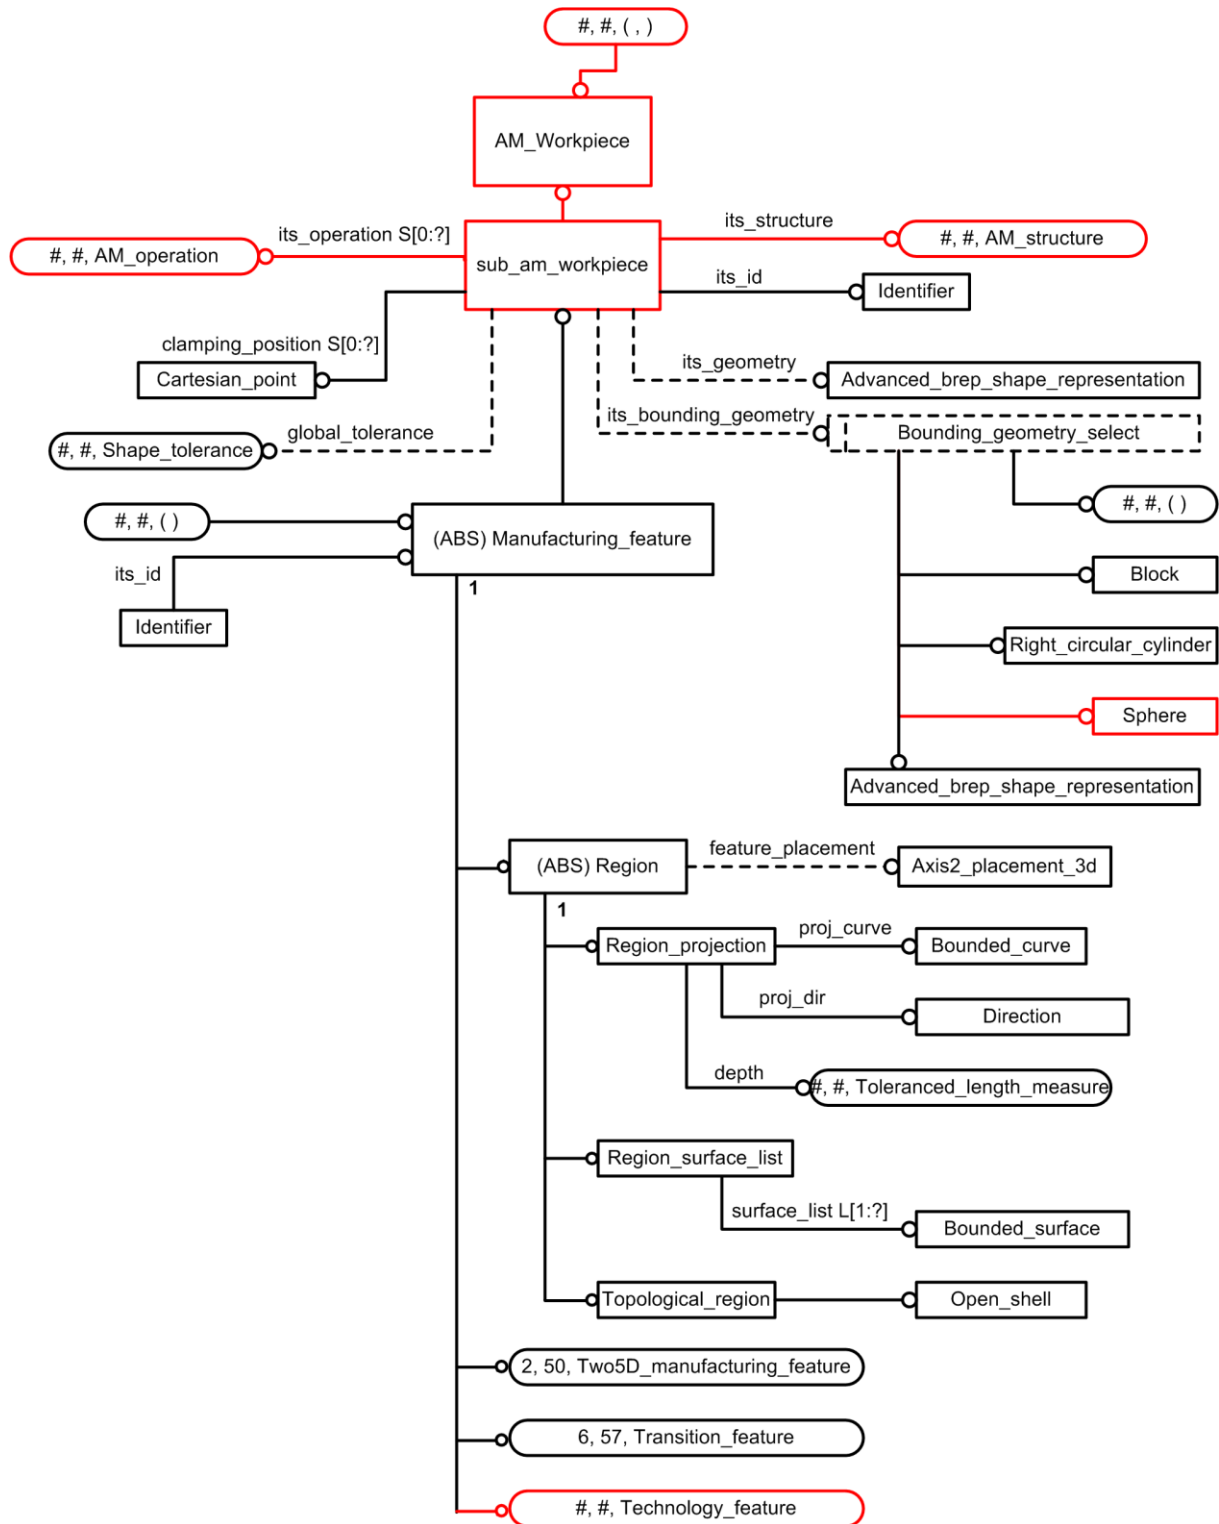 #, #, ( , )
AM_Workpiece
its_operation S[0:?]
its_structure
#, #, AM_operation
sub_am_workpiece
#, #, AM_structure
its_id
Identifier
clamping_position S[0:?]
Cartesian_point
its_geometry
Advanced_brep_shape_representation
global_tolerance
its_bounding_geometry
#, #, Shape_tolerance
Bounding_geometry_select
#, #, ( )
#, #, ( )
(ABS) Manufacturing_feature
its_id
1
Block
Identifier
Right_circular_cylinder
Sphere
Advanced_brep_shape_representation
(ABS) Region
feature_placement
Axis2_placement_3d
1
Region_projection
proj_curve
Bounded_curve
proj_dir
Direction
depth
#, #, Toleranced_length_measure
Region_surface_list
surface_list L[1:?]
Bounded_surface
Topological_region
Open_shell
2, 50, Two5D_manufacturing_feature
6, 57, Transition_feature
#, #, Technology_feature